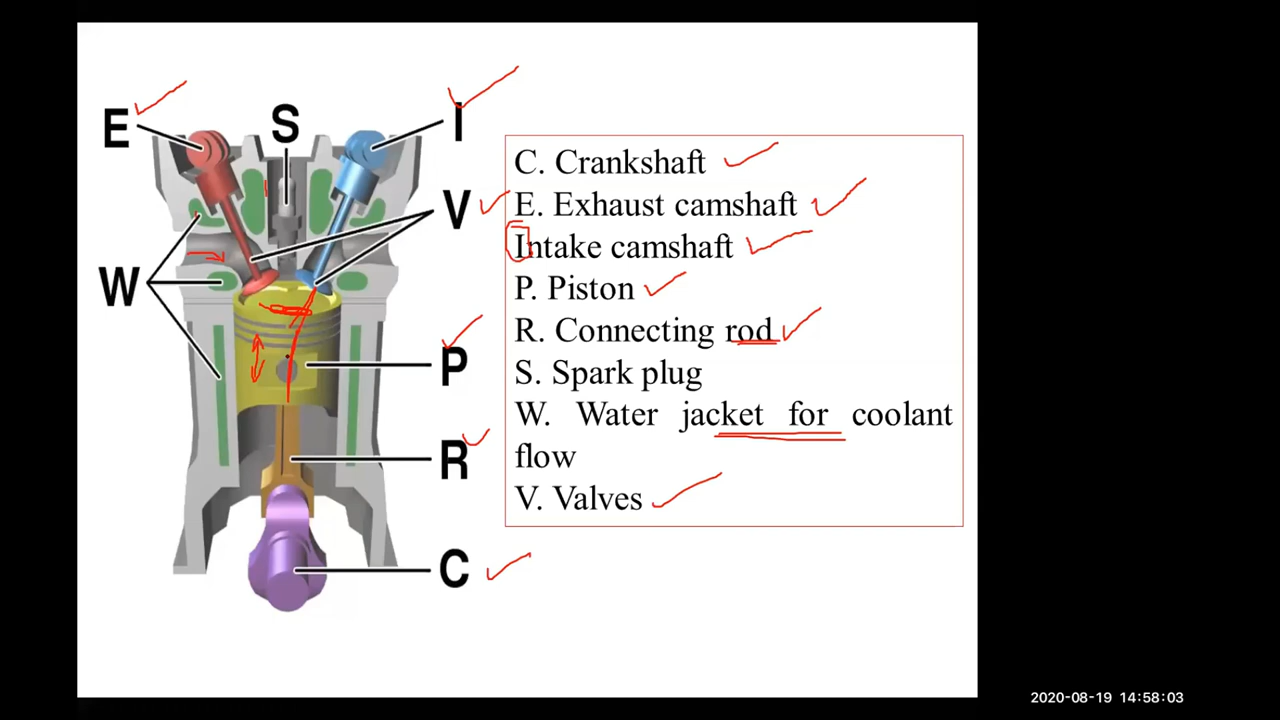 E
S
I
V
W
P
R
C
C. Crankshaft
E. Exhaust camshaft
Intake camshaft
P. Piston
R. Connecting rod
S. Spark plug
W. Water jacket for coolant
flow
V. Valves
2020-08-19 14:58:03